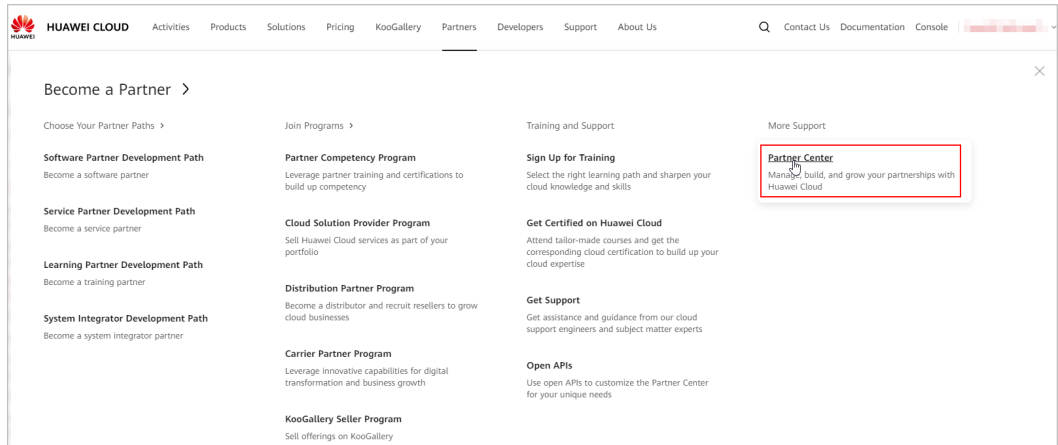 HUAWEI
HUAWEI CLOUD Activities Products Solutions Pricing KooGallery Partners Developers Support About Us Contact Us Documentation Console
Become a Partner >
Choose Your Partner Paths >
Software Partner Development Path
Become a software partner
Service Partner Development Path
Become a service partner
Learning Partner Development Path
Become a training partner
System Integrator Development Path
Become a system integrator partner
Join Programs >
Partner Competency Program
Leverage partner training and certifications to
build up competency
Cloud Solution Provider Program
Sell Huawei Cloud services as part of your
portfolio
Distribution Partner Program
Become a distributor and recruit resellers to grow
cloud businesses
Carrier Partner Program
Leverage innovative capabilities for digital
transformation and business growth
KooGallery Seller Program
Sell offerings on KooGallery
Training and Support
Sign Up for Training
Select the right learning path and sharpen your
cloud knowledge and skills
Get Certified on Huawei Cloud
Attend tailor-made courses and get the
corresponding cloud certification to build up your
cloud expertise
Get Support
Get assistance and guidance from our cloud
support engineers and subject matter experts
Open APIs
Use open APIs to customize the Partner Center
for your unique needs
More Support
Partner Center
Manage, build, and grow your partnerships with
Huawei Cloud